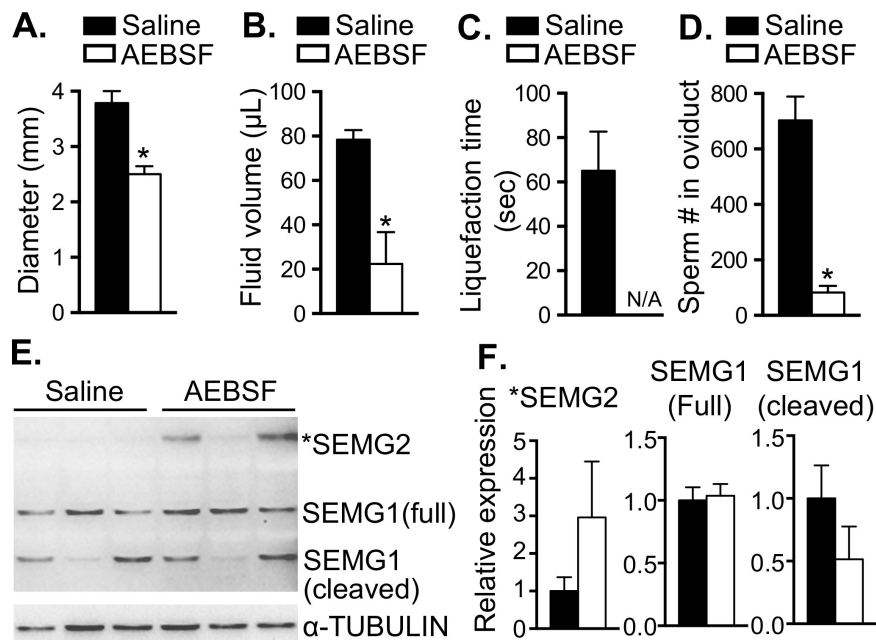 A.
Saline
AEBSF
Diameter (mm)
4
3
2
1
0
*
B.
Saline
AEBSF
Fluid volume (µL)
100
80
60
40
20
0
*
C.
Saline
AEBSF
Liquefaction time
(sec)
100
80
60
40
20
0
N/A
D.
Saline
AEBSF
Sperm # in oviduct
800
600
400
200
0
*
E.
Saline
AEBSF
*SEMG2
SEMG1(full)
SEMG1
(cleaved)
α-TUBULIN
F.
Relative expression
*SEMG2
5
4
3
2
1
0
SEMG1
(Full)
1.5
1.0
0.5
0.0
SEMG1
(cleaved)
1.5
1.0
0.5
0.0